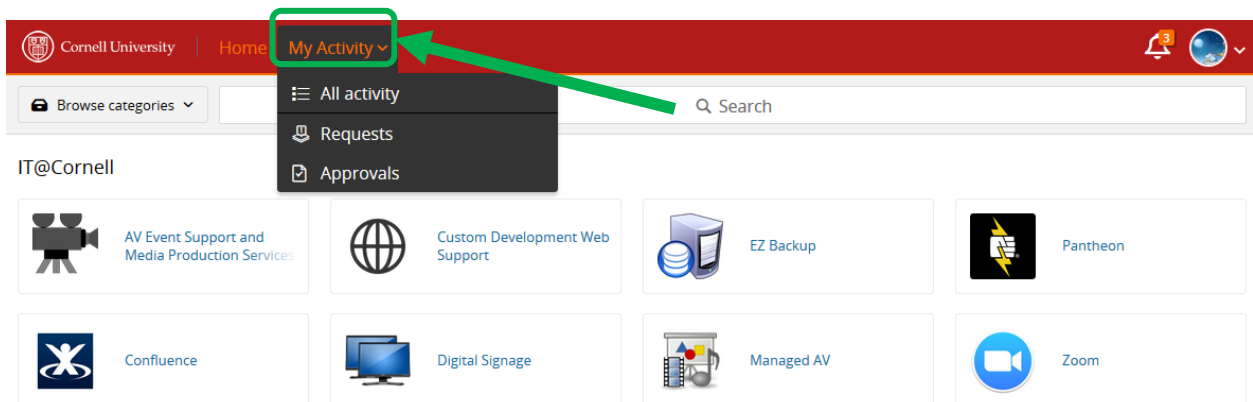 Cornell University
Home
My Activity
3
All activity
Browse categories
Search
Requests
IT@Cornell
Approvals
AV Event Support and
Media Production Services
Custom Development Web
Support
EZ Backup
Pantheon
Confluence
Digital Signage
Managed AV
Zoom